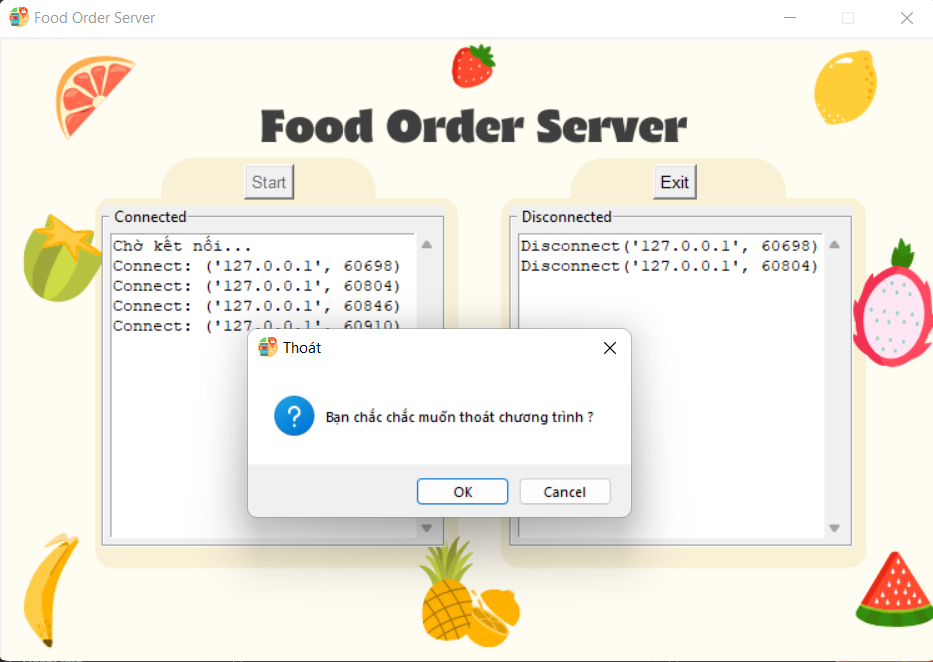 Food Order Server
Food Order Server
Start
Exit
Connected
Chờ kết nối...
Connect: ('127.0.0.1', 60698)
Connect: ('127.0.0.1', 60804)
Connect: ('127.0.0.1', 60846)
Connect: ('127.0.0.1', 60910)
Disconnected
Disconnect('127.0.0.1', 60698)
Disconnect('127.0.0.1', 60804)
Thoát
Bạn chắc chắc muốn thoát chương trình ?
OK
Cancel